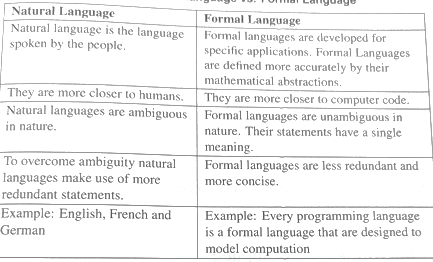 Language vs. Formal Language
Natural Language
Natural language is the language
spoken by the people.
Formal Language
Formal languages are developed for
specific applications. Formal Languages
are defined more accurately by their
mathematical abstractions.
They are more closer to humans.
They are more closer to computer code.
Natural languages are ambiguous
in nature.
Formal languages are unambiguous in
nature. Their statements have a single
meaning.
To overcome ambiguity natural
languages make use of more
redundant statements.
Formal languages are less redundant and
more concise.
Example: English, French and
German
Example: Every programming language
is a formal language that are designed to
model computation